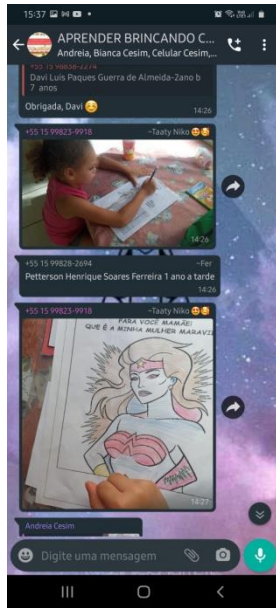 15:37
APRENDER BRINCANDO C...
Andreia, Bianca Cesim, Celular Cesim,...
Davi Luis Paques Guerra de Almeida-2ano b
7 anos
Obrigada, Davi
14:26
+55 15 99823-9918 ~Taaty Niko
14:26
+55 15 99828-2694 ~Fer
Petterson Henrique Soares Ferreira 1 ano a tarde
14:26
+55 15 99823-9918 ~Taaty Niko
PARA VOCÊ MAMÃE!
QUE É A MINHA MULHER MARAVI
14:27
Andreia Cesim
Digite uma mensagem